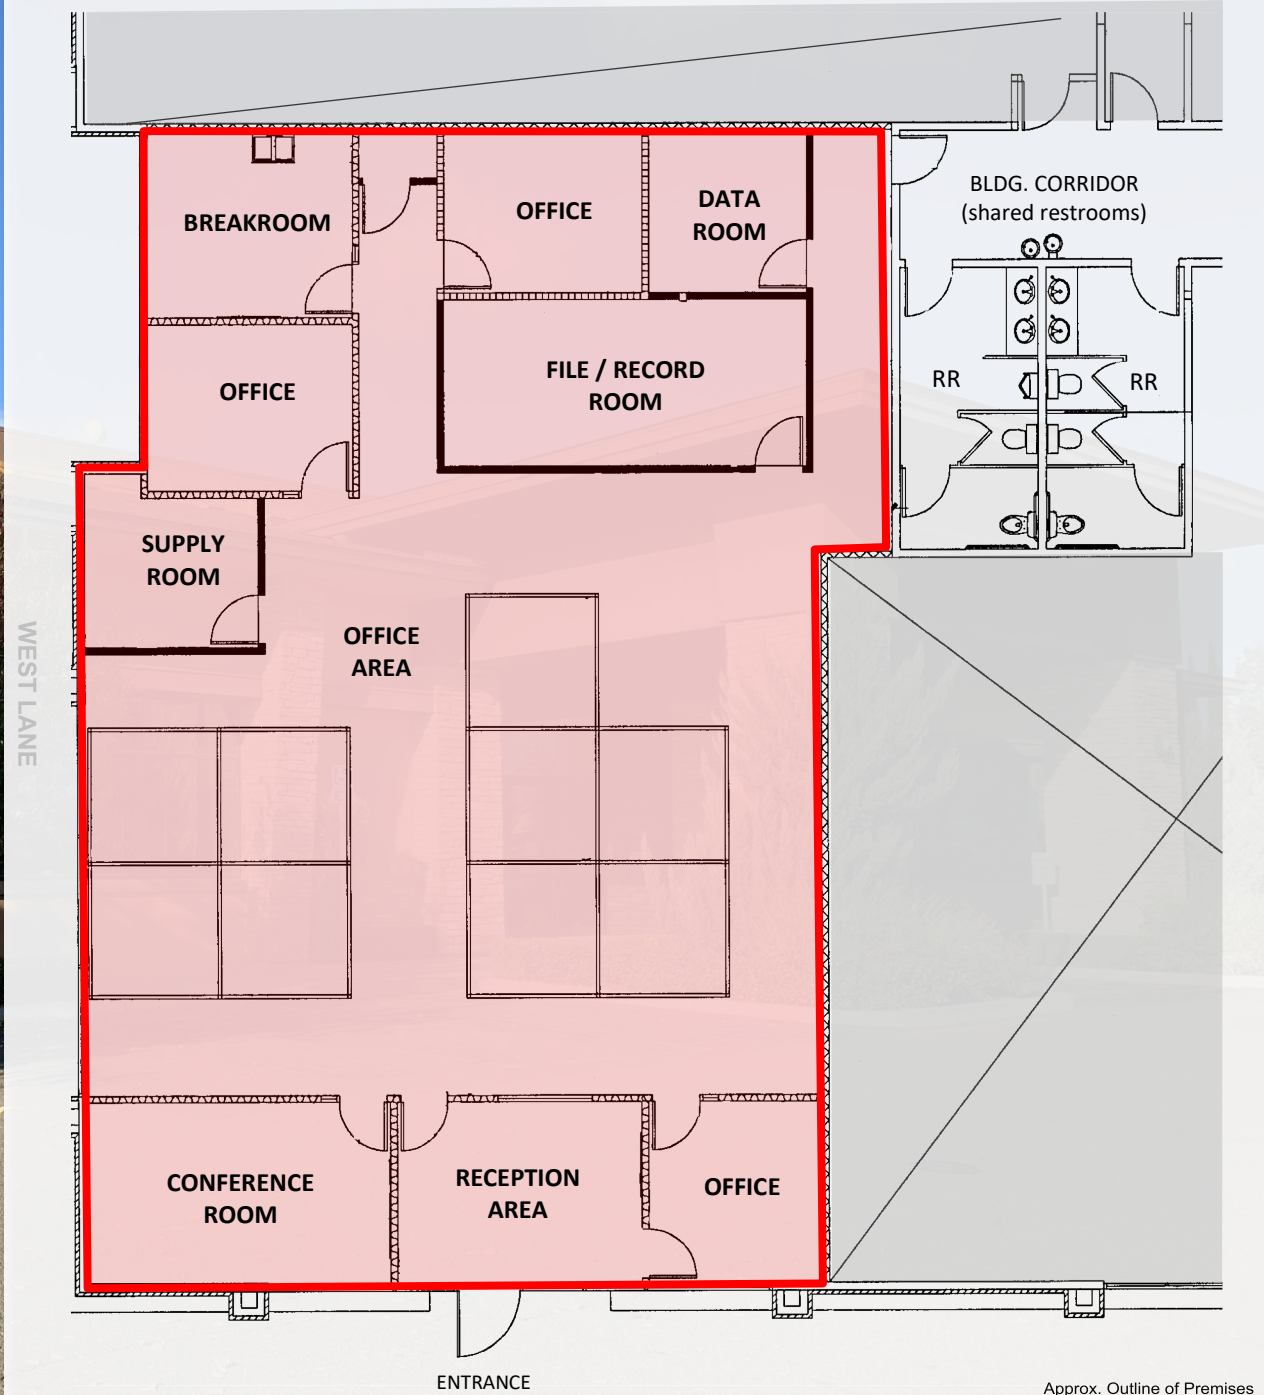 BLDG. CORRIDOR
(shared restrooms)
BREAKROOM
OFFICE
DATA
ROOM
OFFICE
FILE / RECORD
ROOM
RR
RR
SUPPLY
ROOM
OFFICE
AREA
WEST LANE
CONFERENCE
ROOM
RECEPTION
AREA
OFFICE
ENTRANCE
Approx. Outline of Premises